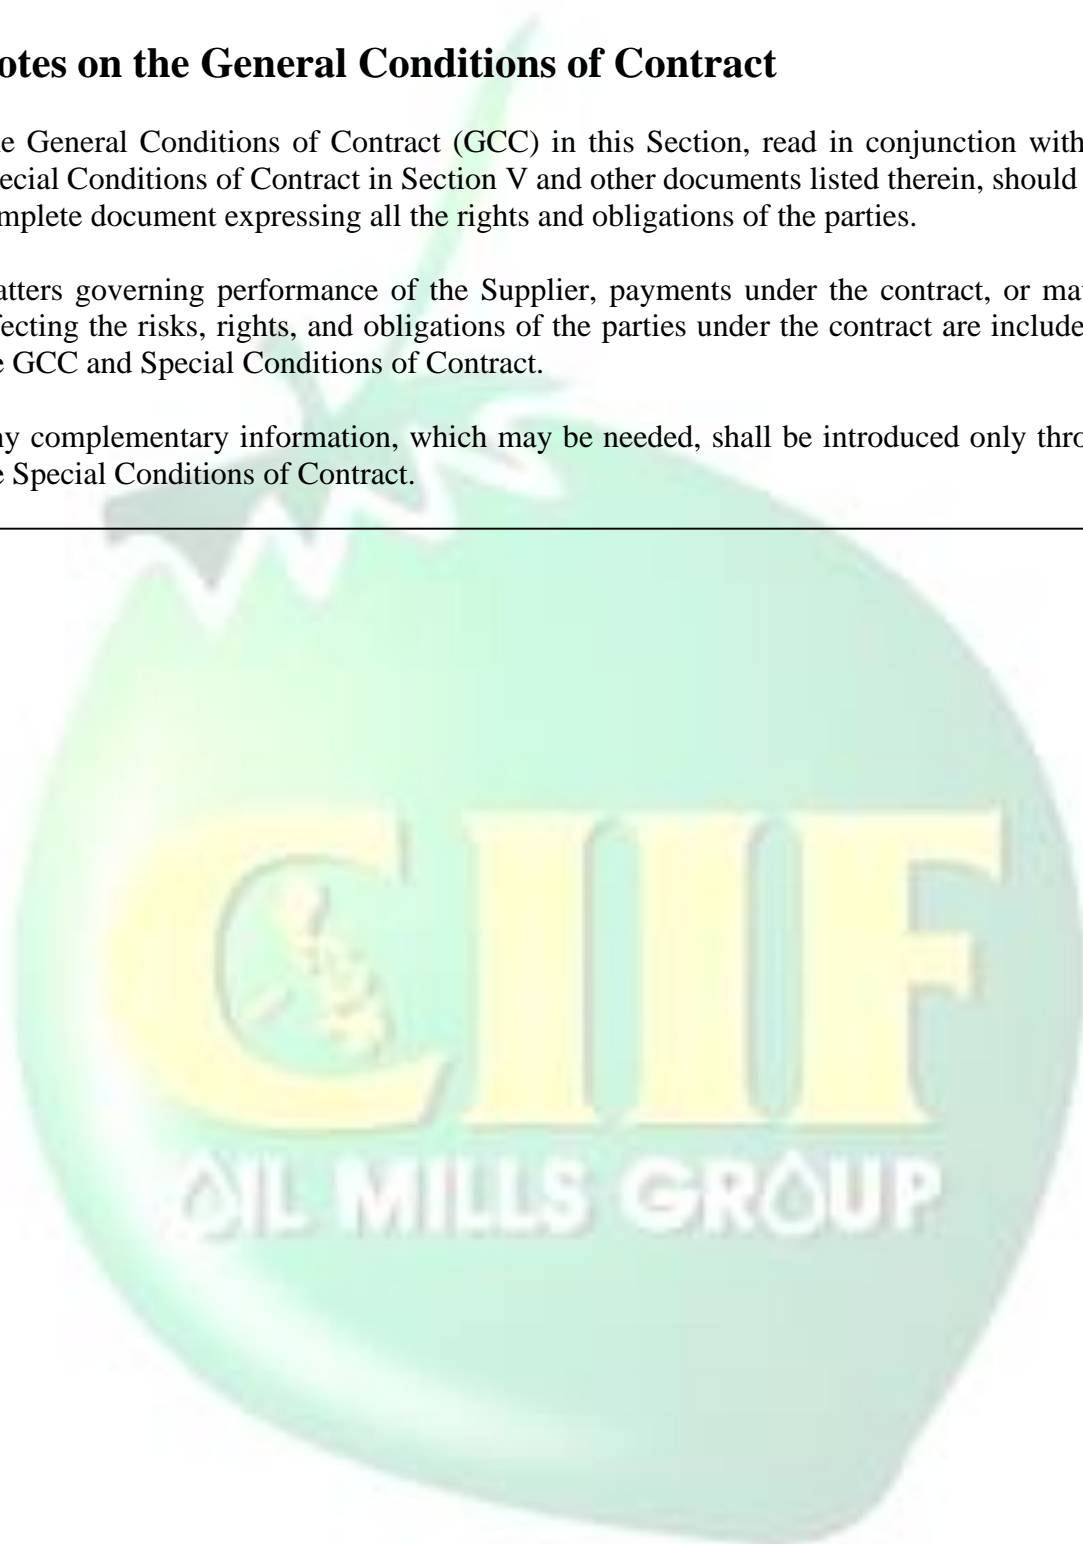 otes on the General Conditions of Contract
e General Conditions of Contract (GCC) in this Section, read in conjunction with
ecial Conditions of Contract in Section V and other documents listed therein, should
mplete document expressing all the rights and obligations of the parties.
atters governing performance of the Supplier, payments under the contract, or mat
fecting the risks, rights, and obligations of the parties under the contract are include
e GCC and Special Conditions of Contract.
ny complementary information, which may be needed, shall be introduced only thro
e Special Conditions of Contract.
CIIF
OIL MILLS GROUP